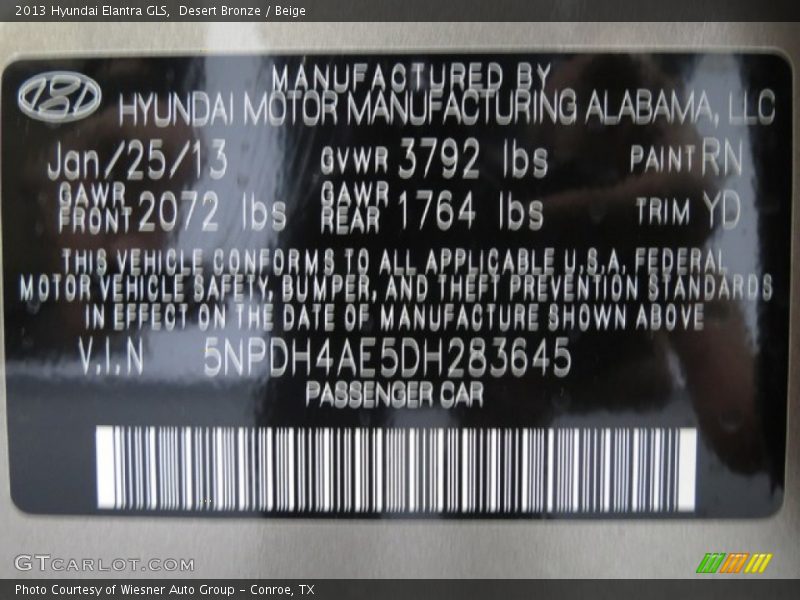 2013 Hyundai Elantra GLS, Desert Bronze / Beige
MANUFACTURED BY
HYUNDAI MOTOR MANUFACTURING ALABAMA, LLC
Jan/25/13 GVWR 3792 lbs PAINT RN
GAWR FRONT 2072 lbs GAWR REAR 1764 lbs TRIM YD
THIS VEHICLE CONFORMS TO ALL APPLICABLE U.S.A. FEDERAL
MOTOR VEHICLE SAFETY, BUMPER, AND THEFT PREVENTION STANDARDS
IN EFFECT ON THE DATE OF MANUFACTURE SHOWN ABOVE
V.I.N 5NPDH4AE5DH283645
PASSENGER CAR
GTCARLOT.COM
Photo Courtesy of Wiesner Auto Group - Conroe, TX